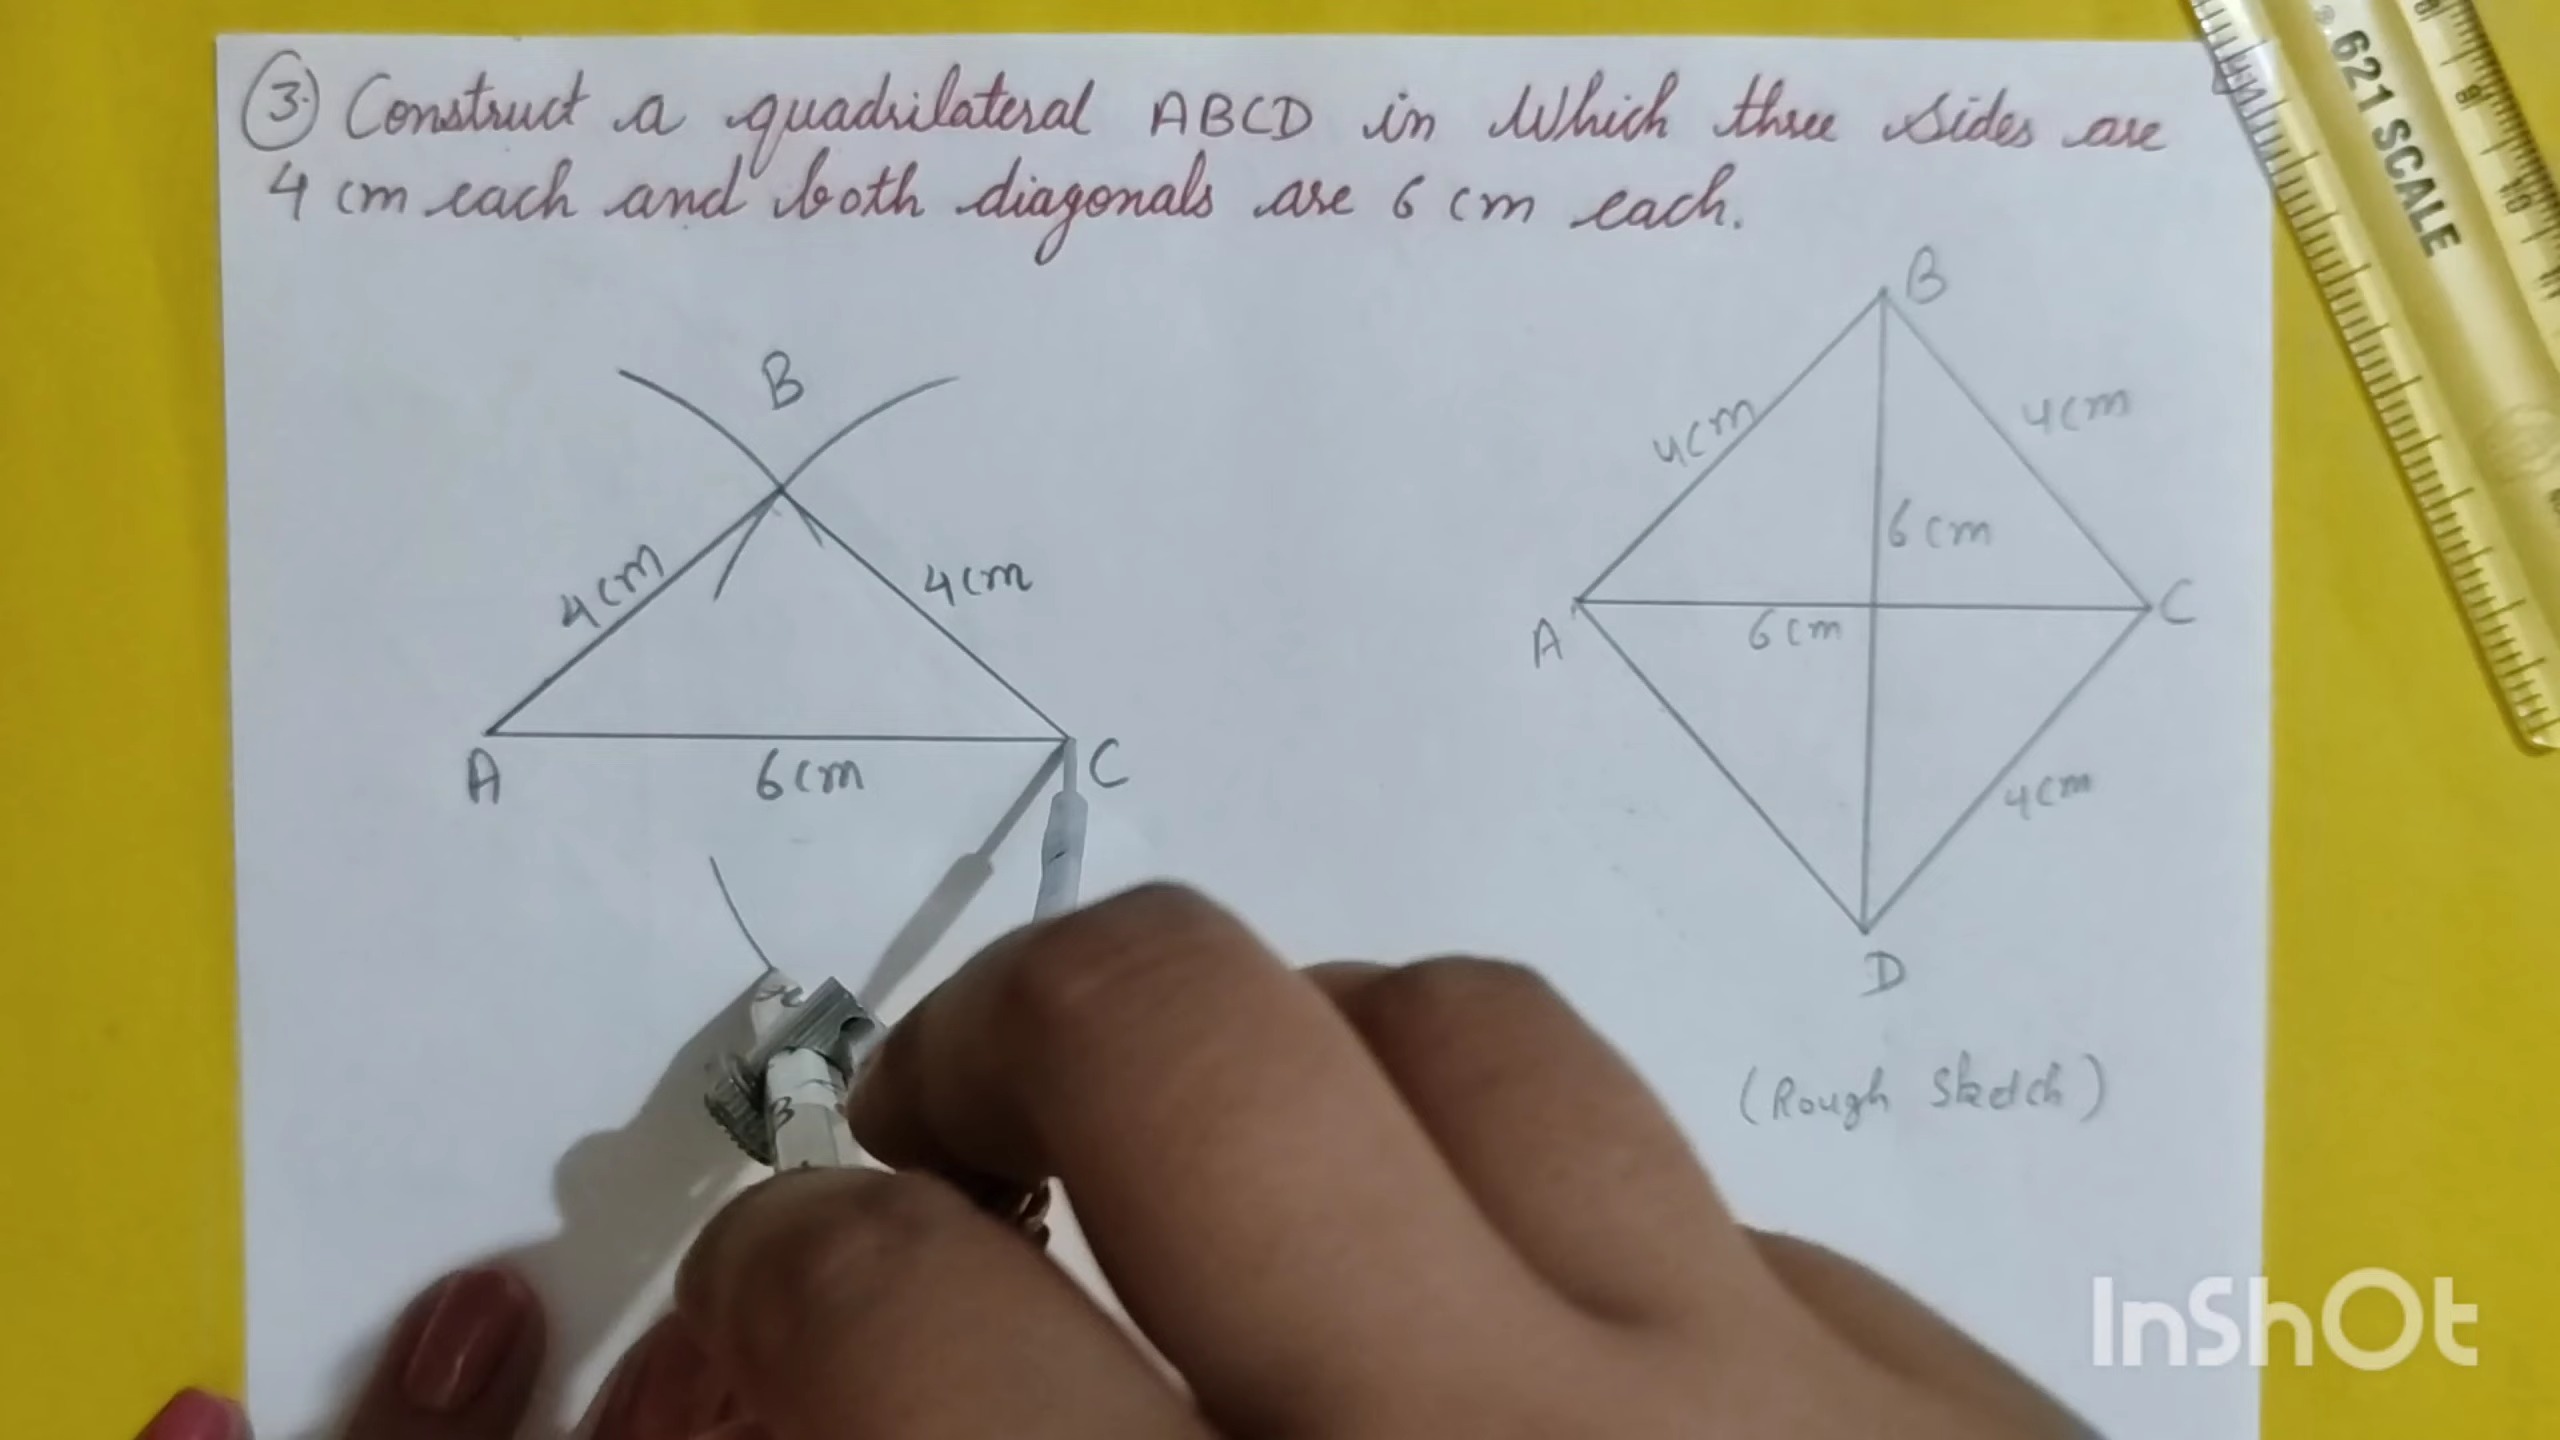 3. Construct a quadrilateral ABCD in which three sides are
4 cm each and both diagonals are 6 cm each.
B
4cm
4cm
A
6cm
C
B
4cm
4cm
6cm
A
6cm
C
4cm
D
(Rough Sketch)
621 SCALE
InShOt